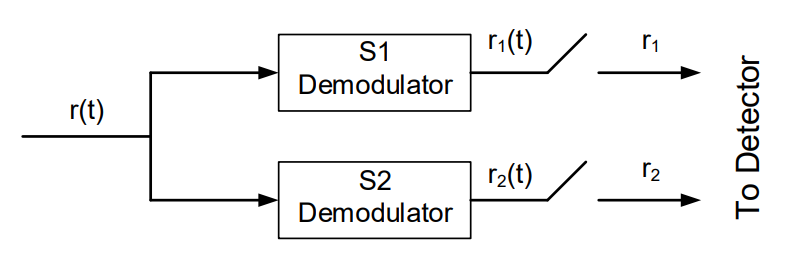 r(t)
S1
Demodulator
r₁(t)
r₁
S2
Demodulator
r₂(t)
r₂
To Detector